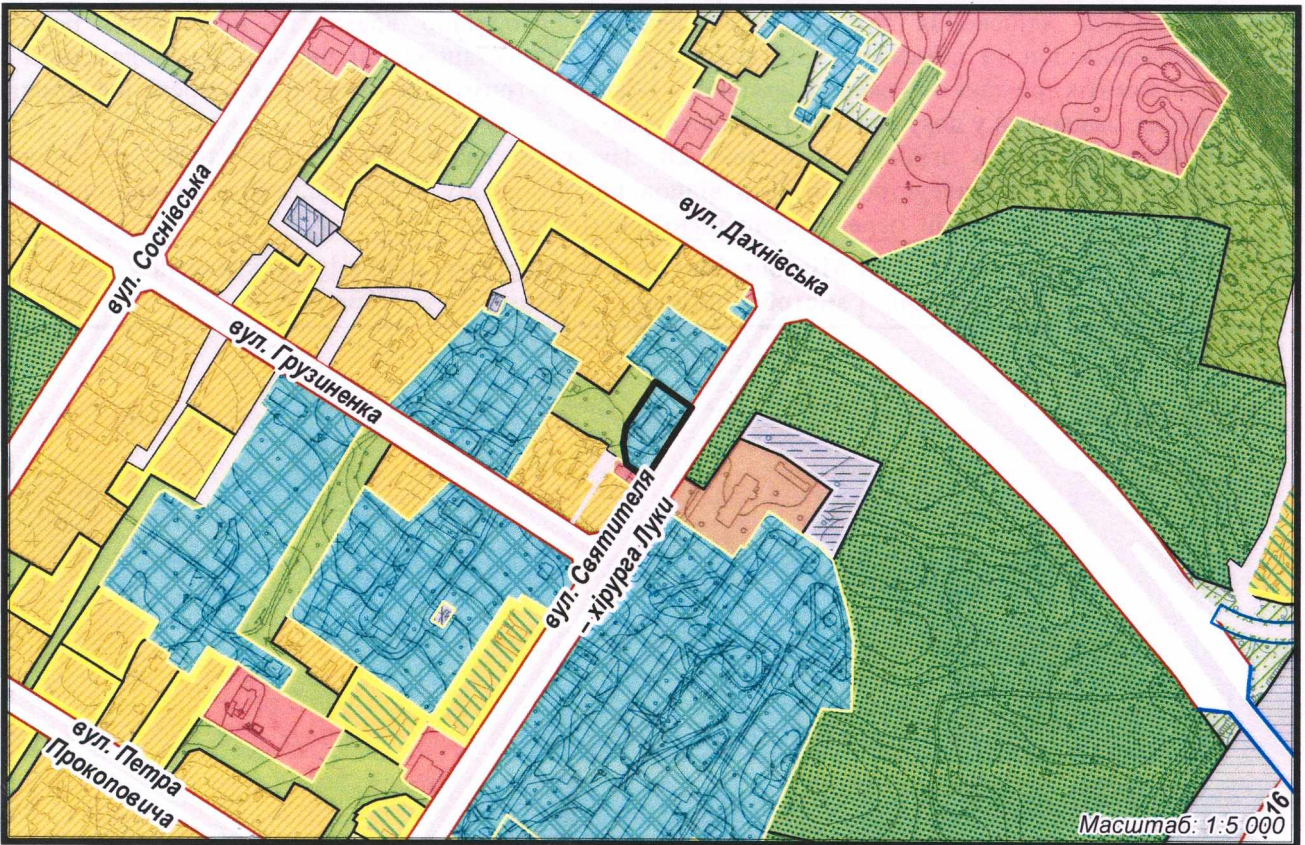 вул. Соснівська
вул. Дахнівська
вул. Грузиненка
вул. Святителя
– хірурга Луки
вул. Петра
Прокоповича
16
Масштаб: 1:5 000